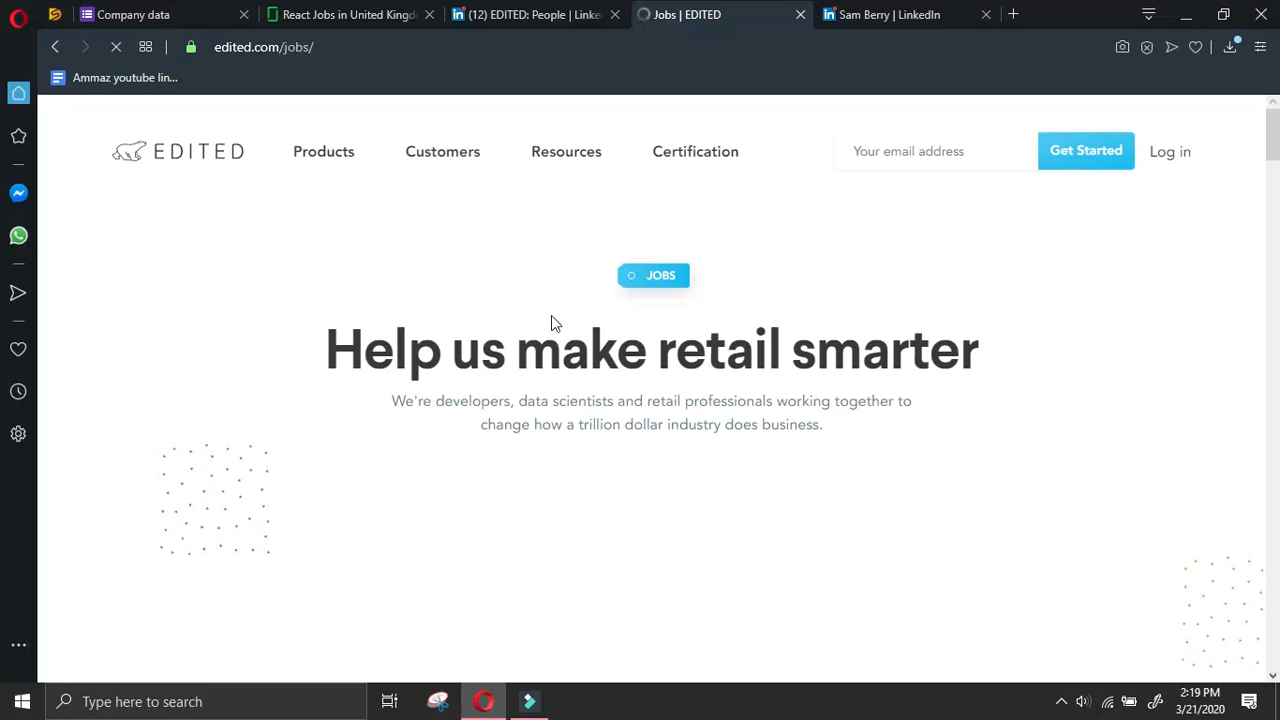 Company data
React Jobs in United Kingd
(12) EDITED: People | Linke
Jobs | EDITED
Sam Berry | LinkedIn
edited.com/jobs/
Ammaz youtube lin...
EDITED
Products
Customers
Resources
Certification
Your email address
Get Started
Log in
JOBS
Help us make retail smarter
We're developers, data scientists and retail professionals working together to
change how a trillion dollar industry does business.
Type here to search
2:19 PM
3/21/2020